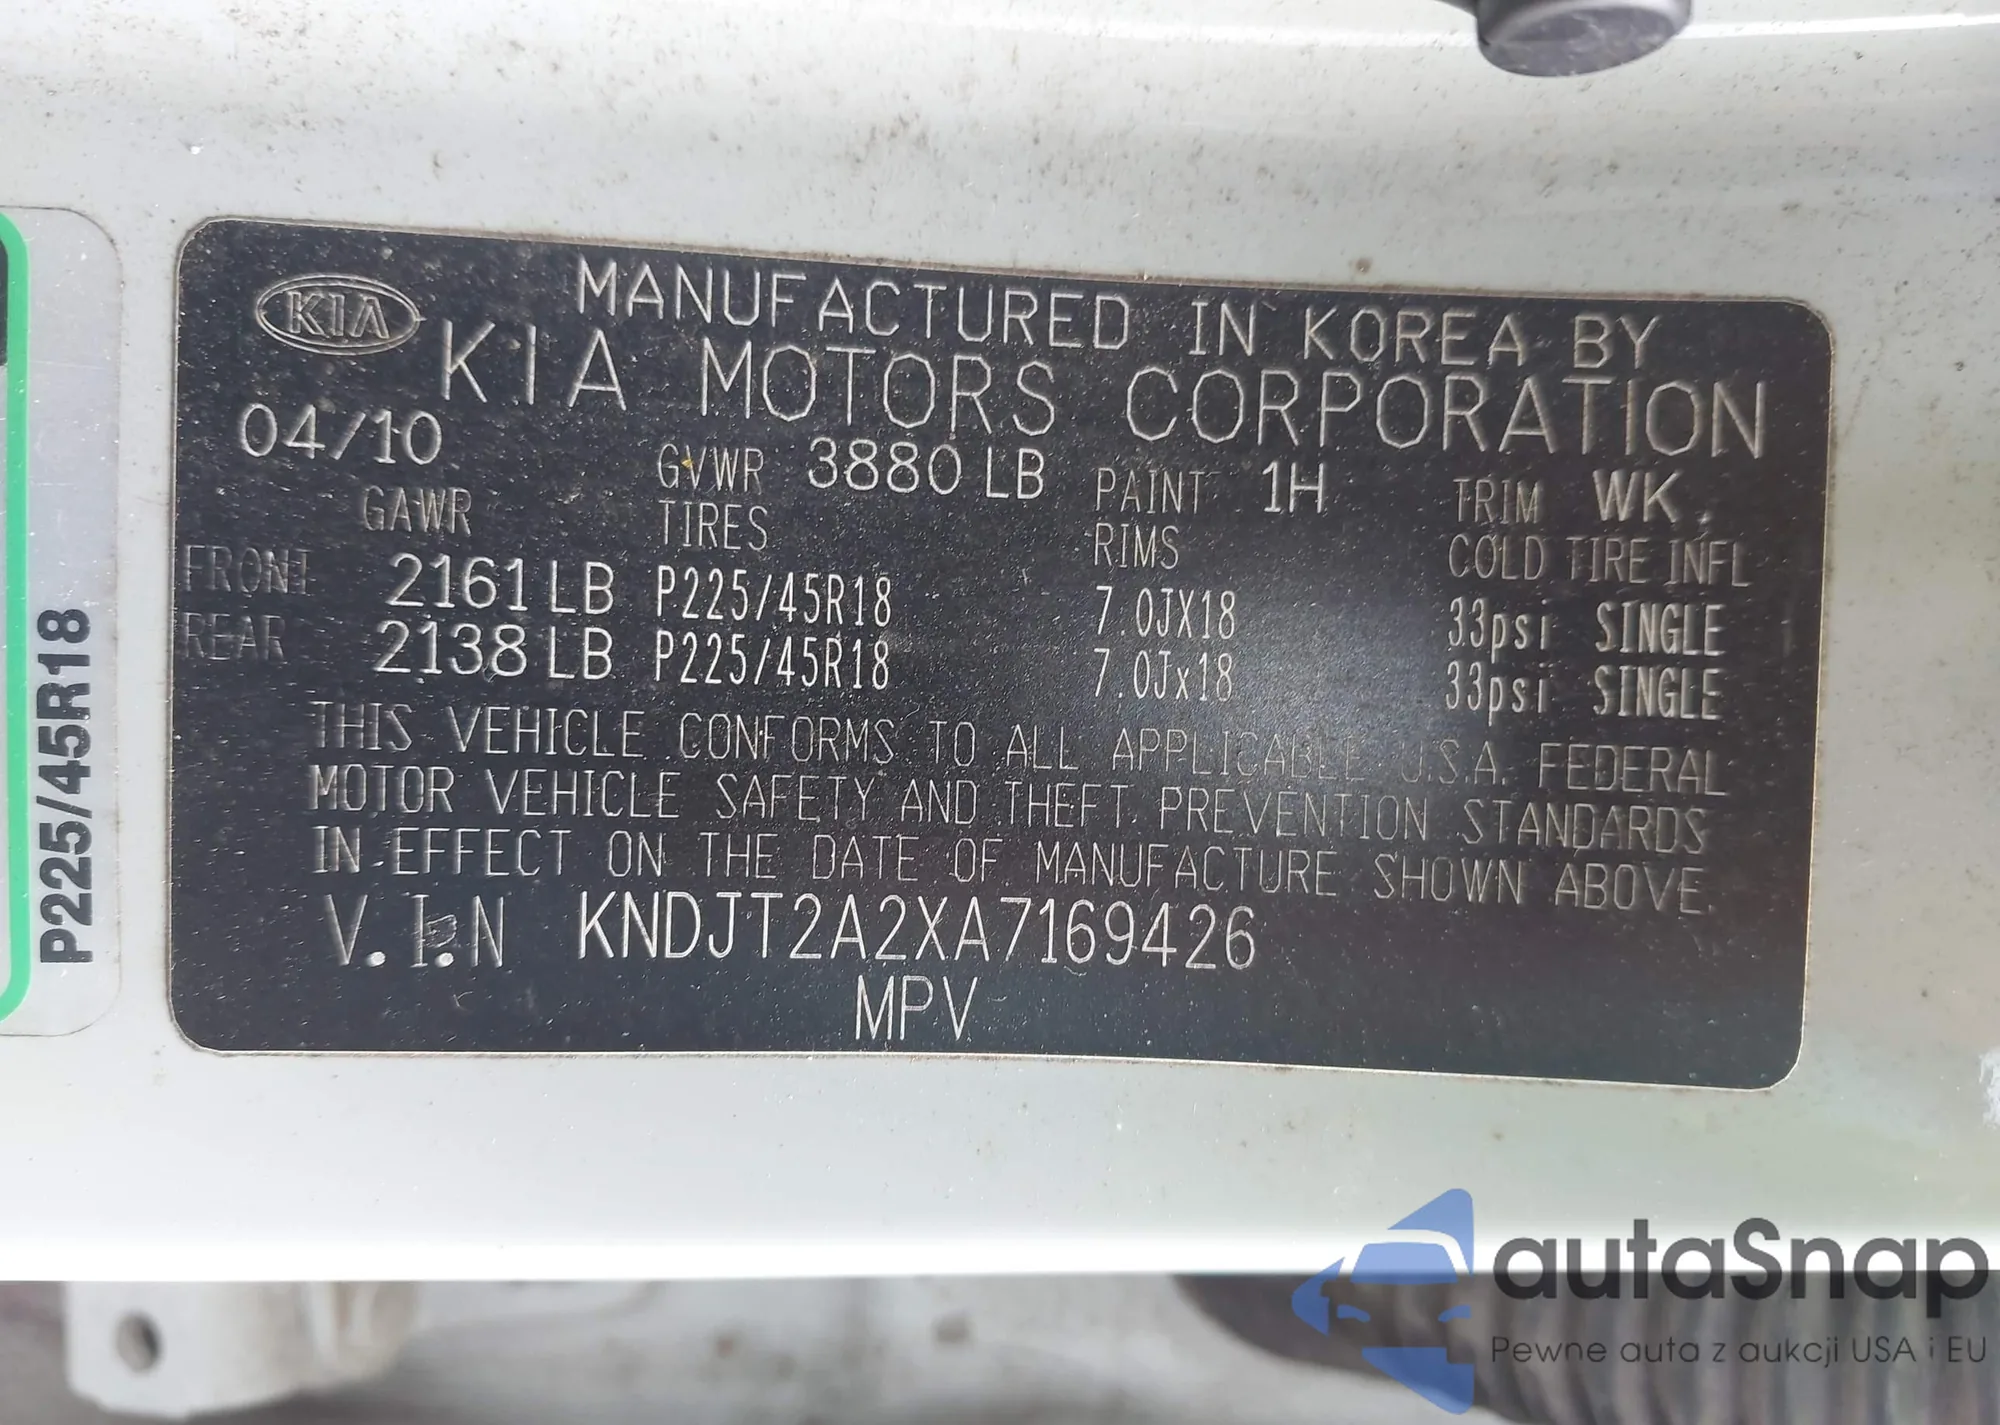 KIA
MANUFACTURED IN KOREA BY
KIA MOTORS CORPORATION
04/10
GVWR 3880 LB PAINT 1H TRIM WK
GAWR TIRES RIMS COLD TIRE INFL
FRONT 2161 LB P225/45R18 7.0JX18 33psi SINGLE
REAR 2138 LB P225/45R18 7.0Jx18 33psi SINGLE
THIS VEHICLE CONFORMS TO ALL APPLICABLE U.S.A. FEDERAL
MOTOR VEHICLE SAFETY AND THEFT PREVENTION STANDARDS
IN EFFECT ON THE DATE OF MANUFACTURE SHOWN ABOVE.
V.I.N KNDJT2A2XA7169426
MPV
P225/45R18
autaSnap
Pewne auta z aukcji USA i EU